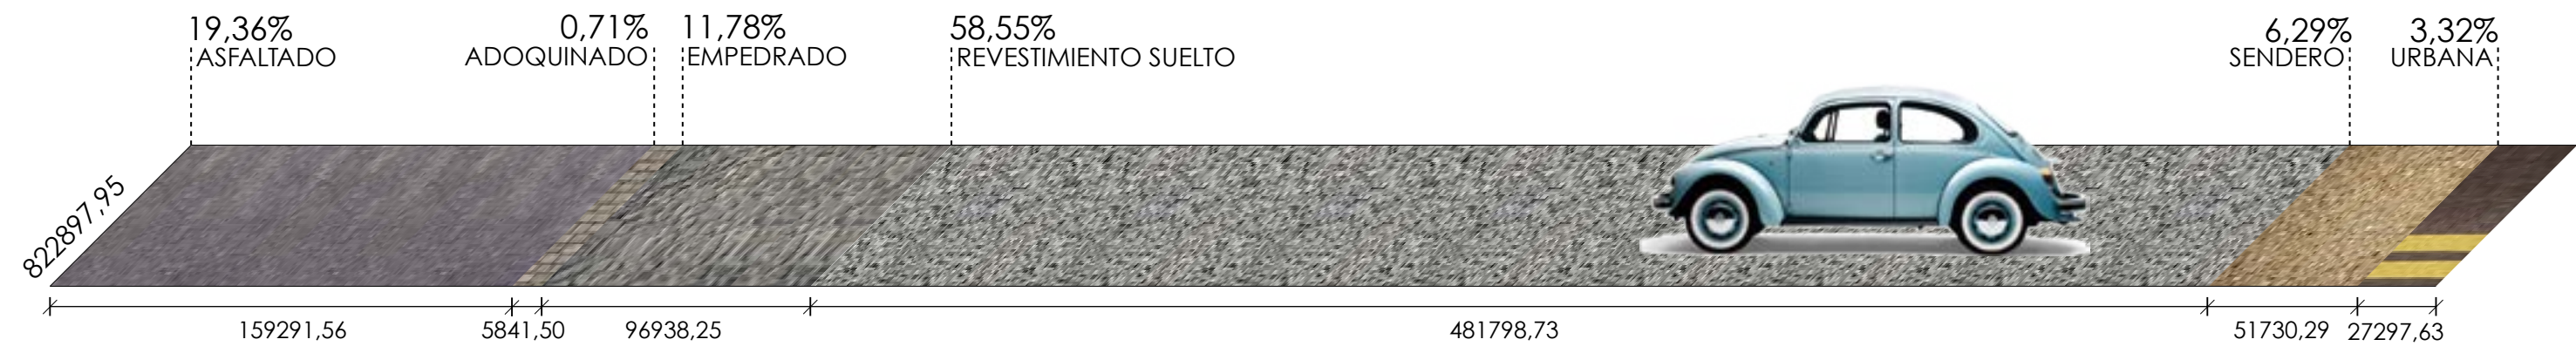 19,36%
ASFALTADO
0,71%
ADOQUINADO
11,78%
EMPEDRADO
58,55%
REVESTIMIENTO SUELTO
6,29%
SENDERO
3,32%
URBANA
822897,95
159291,56
5841,50
96938,25
481798,73
51730,29
27297,63